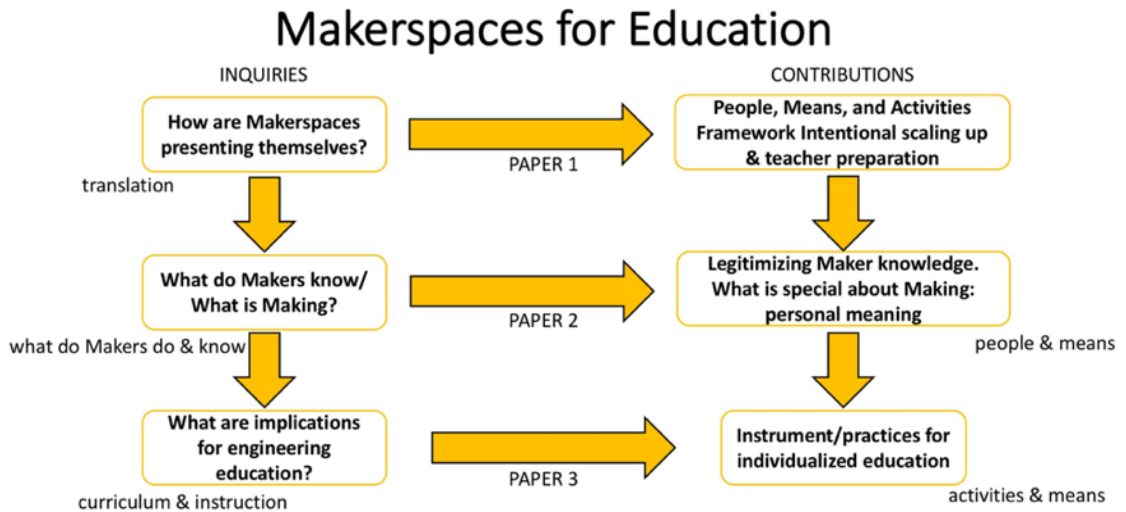 Makerspaces for Education
INQUIRIES
CONTRIBUTIONS
How are Makerspaces
presenting themselves?
PAPER 1
People, Means, and Activities
Framework Intentional scaling up
& teacher preparation
translation
What do Makers know/
What is Making?
PAPER 2
Legitimizing Maker knowledge.
What is special about Making:
personal meaning
what do Makers do & know
people & means
What are implications
for engineering
education?
PAPER 3
Instrument/practices for
individualized education
curriculum & instruction
activities & means